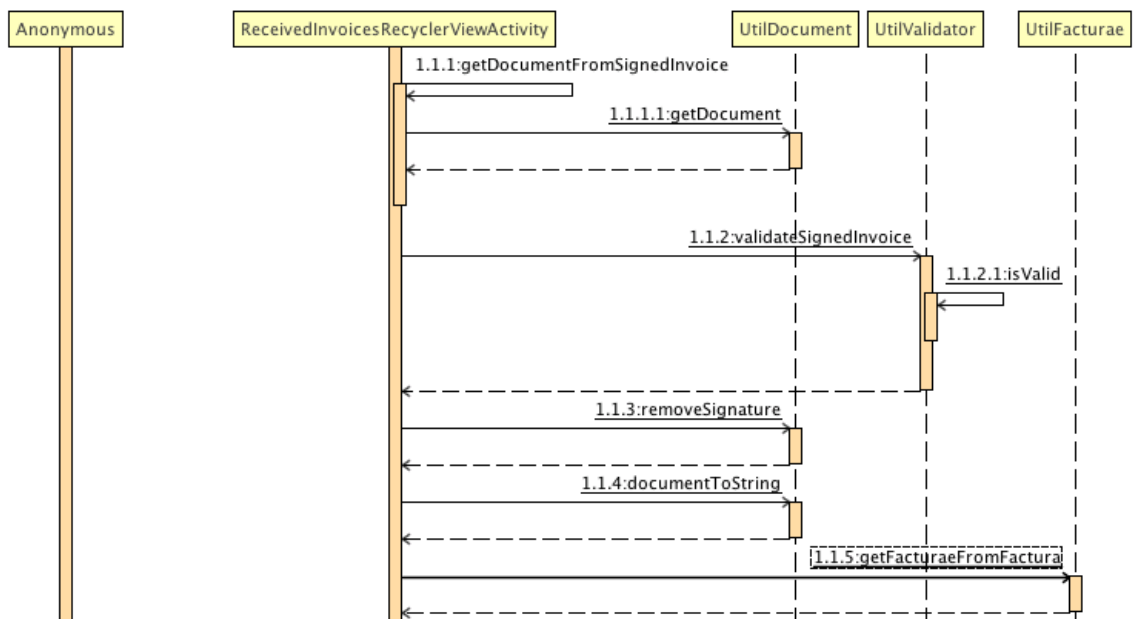 Anonymous
ReceivedInvoicesRecyclerViewActivity
UtilDocument
UtilValidator
UtilFacturae
1.1.1:getDocumentFromSignedInvoice
1.1.1.1:getDocument
1.1.2:validateSignedInvoice
1.1.2.1:isValid
1.1.3:removeSignature
1.1.4:documentToString
1.1.5:getFacturaeFromFactura